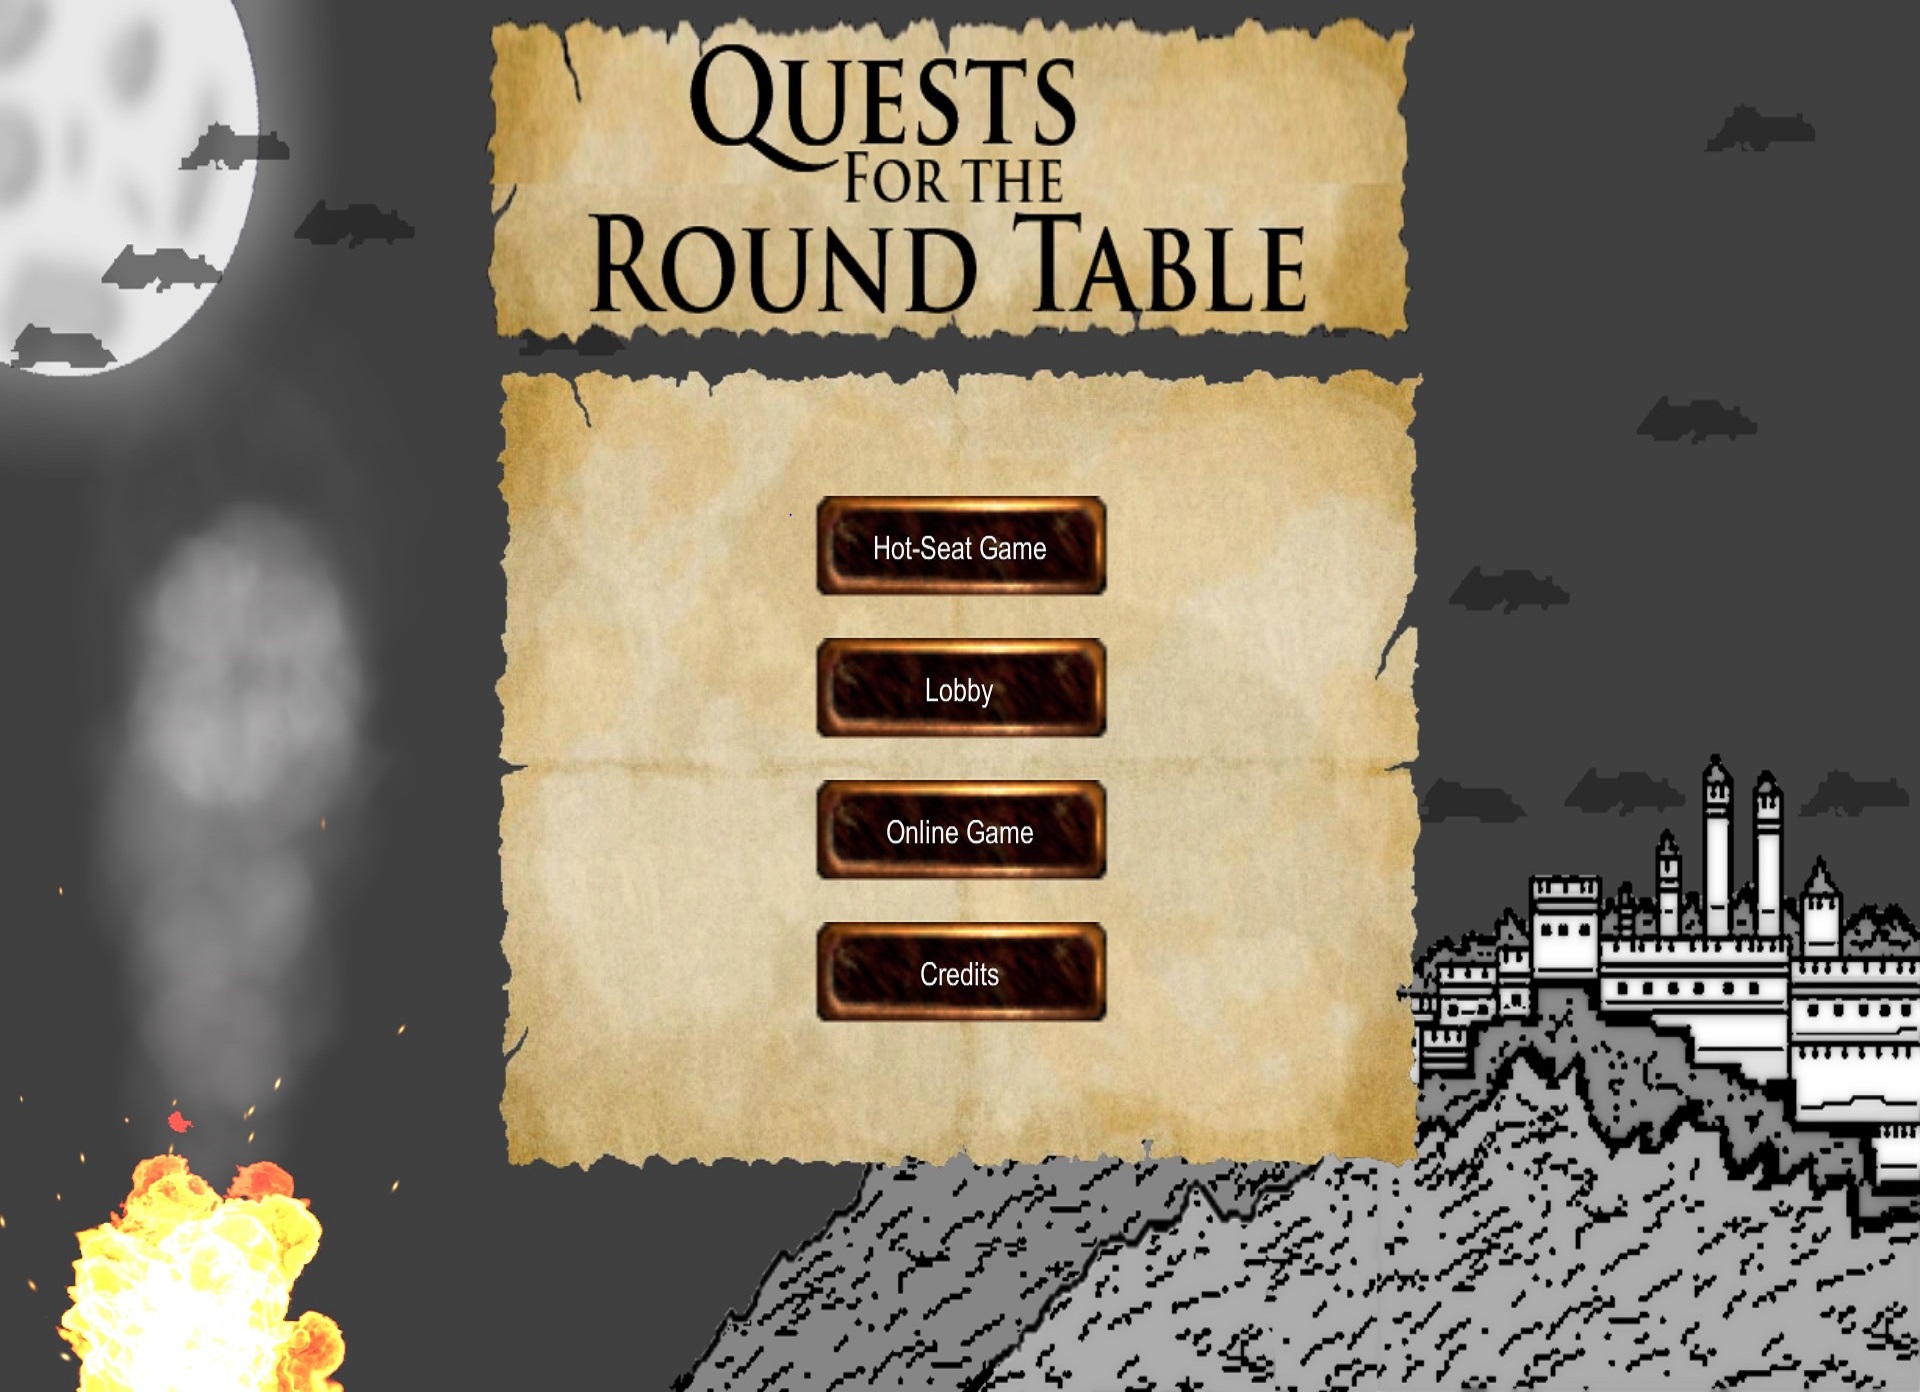 Quests
For the
Round Table
Hot-Seat Game
Lobby
Online Game
Credits